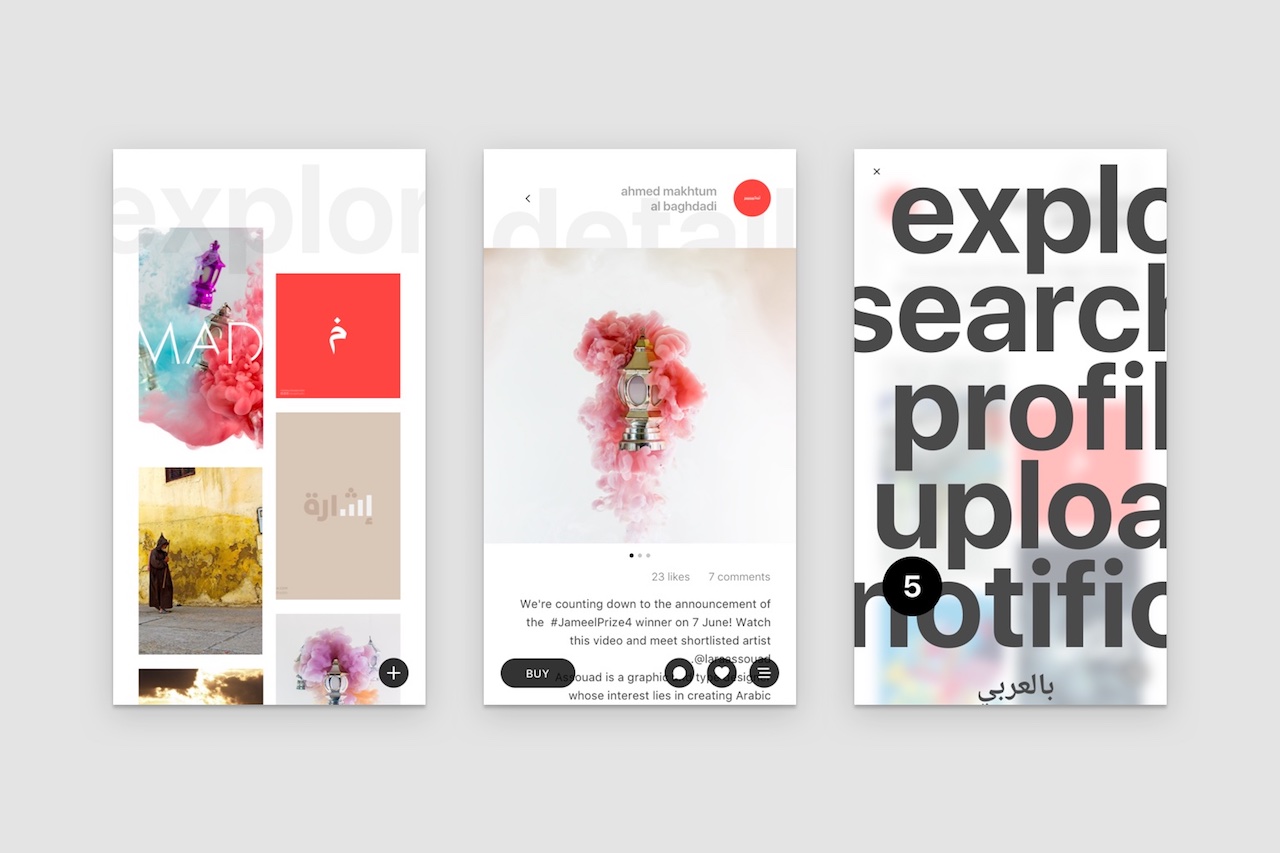 explor
MAD
خ
إشارة
detail
ahmed makhtum
al baghdadi
23 likes 7 comments
We're counting down to the announcement of
the #JameelPrize4 winner on 7 June! Watch
this video and meet shortlisted artist
@laraassouad
Assouad is a graphic and type designer
whose interest lies in creating Arabic
BUY
explo
search
profil
uploa
notific
5
بالعربي